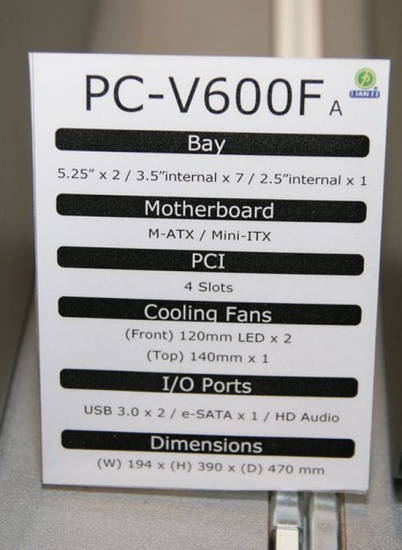 PC-V600F A
LIAN LI
Bay
5.25" x 2 / 3.5"internal x 7 / 2.5"internal x 1
Motherboard
M-ATX / Mini-ITX
PCI
4 Slots
Cooling Fans
(Front) 120mm LED x 2
(Top) 140mm x 1
I/O Ports
USB 3.0 x 2 / e-SATA x 1 / HD Audio
Dimensions
(W) 194 x (H) 390 x (D) 470 mm